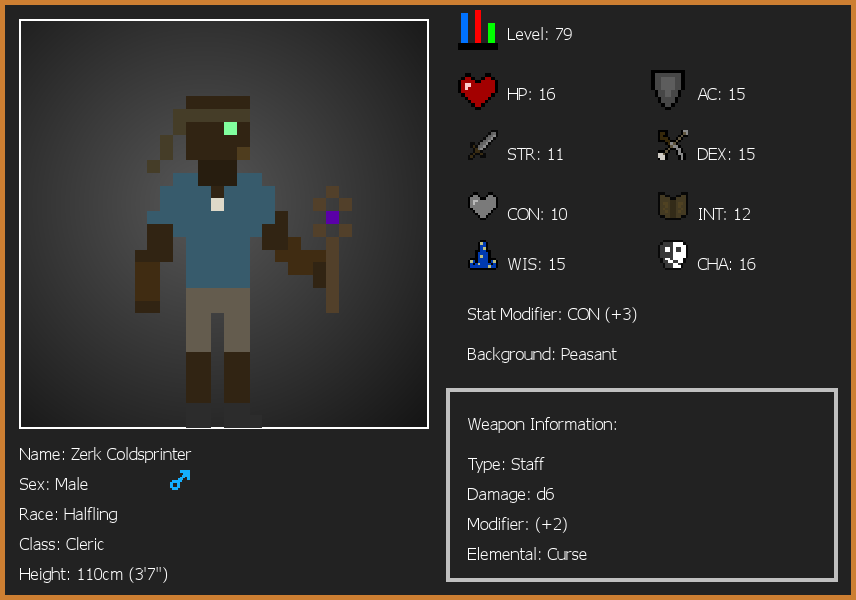 Level: 79
HP: 16
AC: 15
STR: 11
DEX: 15
CON: 10
INT: 12
WIS: 15
CHA: 16
Stat Modifier: CON (+3)
Background: Peasant
Weapon Information:
Type: Staff
Damage: d6
Modifier: (+2)
Elemental: Curse
Name: Zerk Coldsprinter
Sex: Male
Race: Halfling
Class: Cleric
Height: 110cm (3'7")